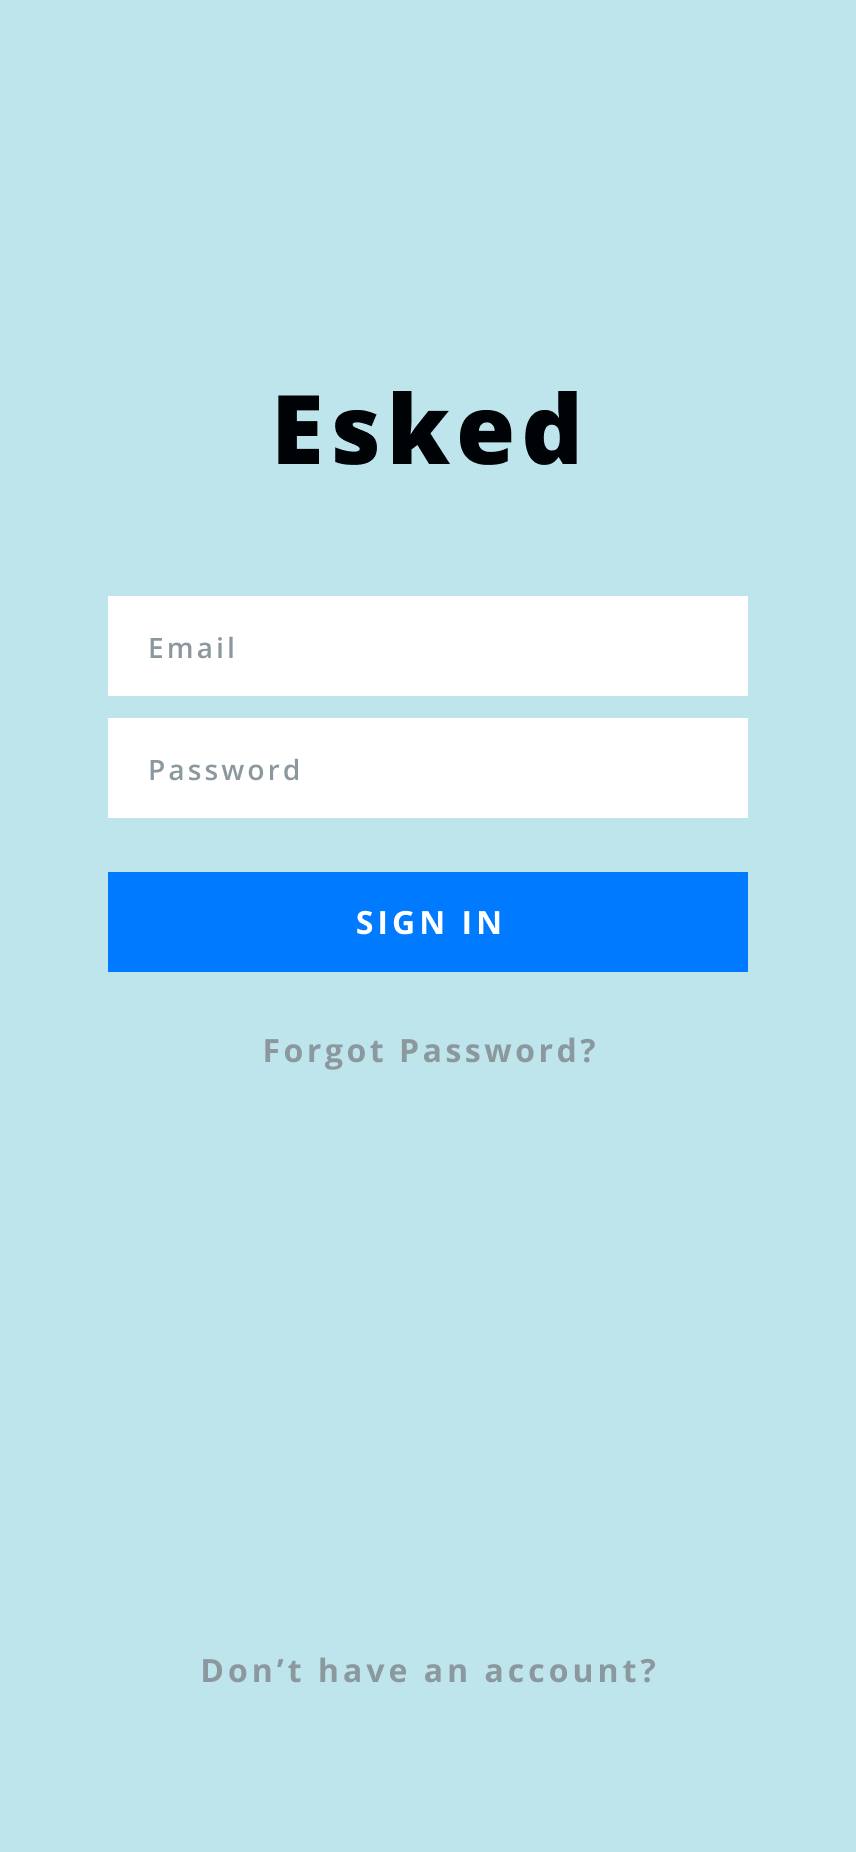 Esked
Email
Password
SIGN IN
Forgot Password?
Don’t have an account?